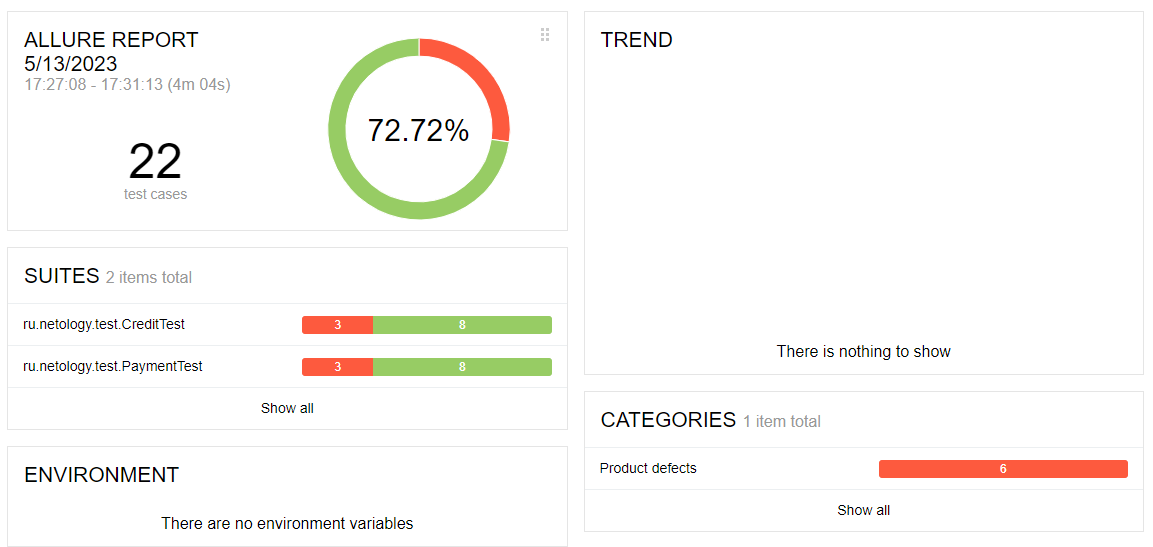 ALLURE REPORT
5/13/2023
17:27:08 - 17:31:13 (4m 04s)
22
test cases
72.72%
SUITES 2 items total
ru.netology.test.CreditTest 3 8
ru.netology.test.PaymentTest 3 8
Show all
ENVIRONMENT
There are no environment variables
TREND
There is nothing to show
CATEGORIES 1 item total
Product defects 6
Show all